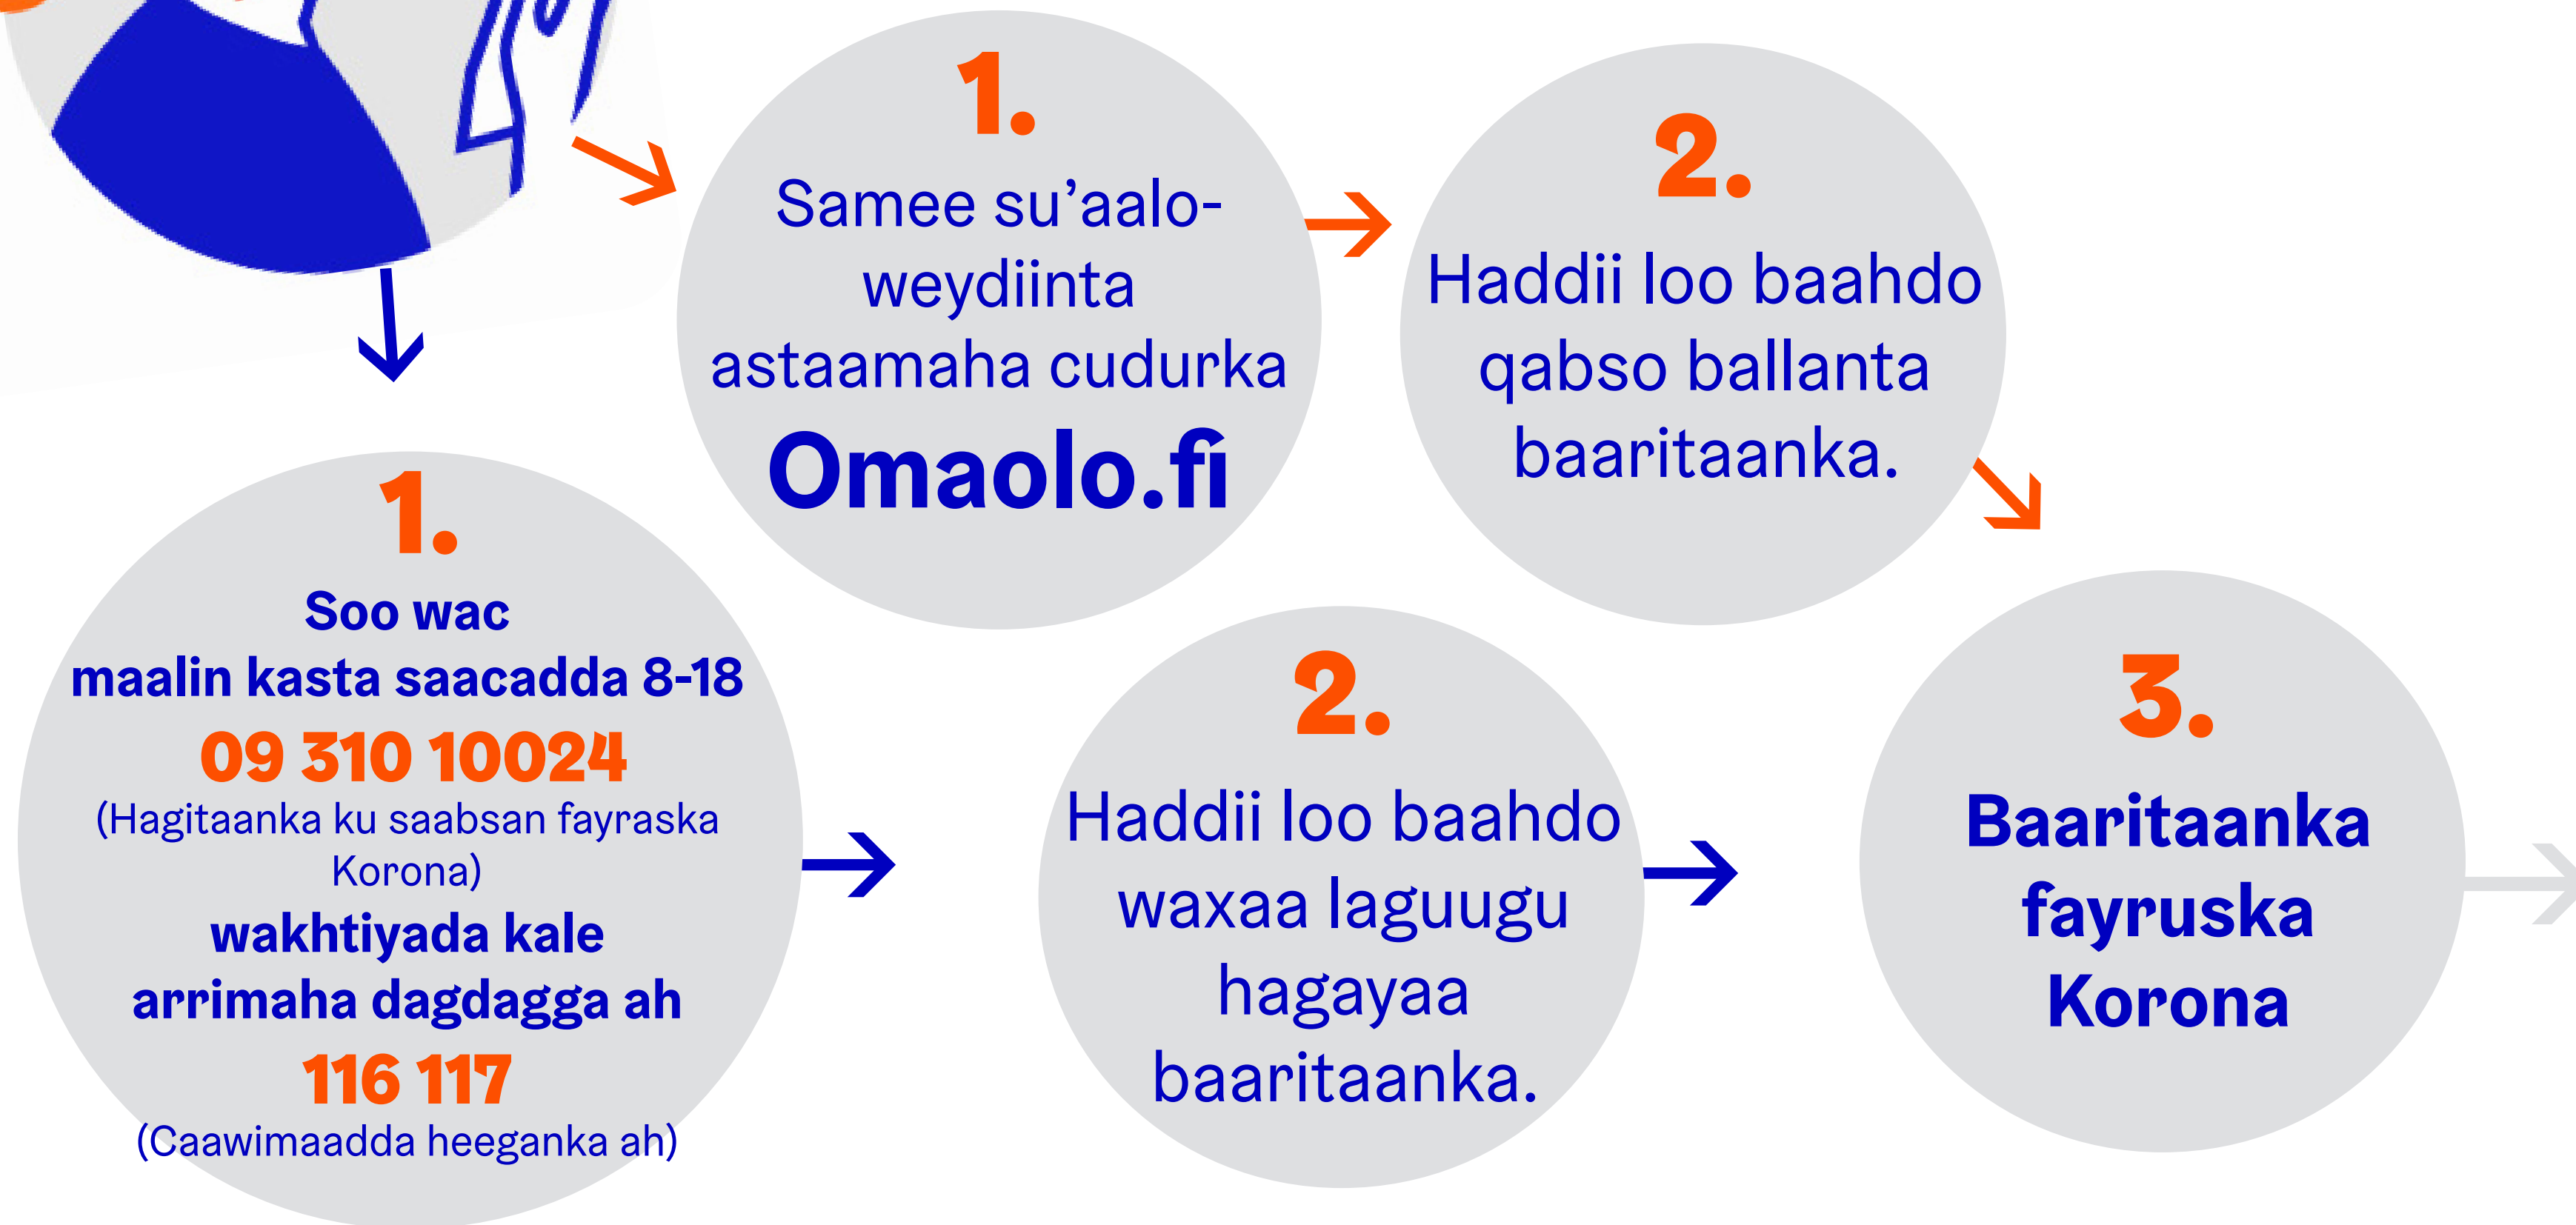 1.
Samee su’aalo-
weydiinta
astaamaha cudurka
Omaolo.fi
2.
Haddii loo baahdo
qabso ballanta
baaritaanka.
1.
Soo wac
maalin kasta saacadda 8-18
09 310 10024
(Hagitaanka ku saabsan fayraska
Korona)
wakhtiyada kale
arrimaha dagdagga ah
116 117
(Caawimaadda heeganka ah)
2.
Haddii loo baahdo
waxaa laguugu
hagayaa
baaritaanka.
3.
Baaritaanka
fayruska
Korona